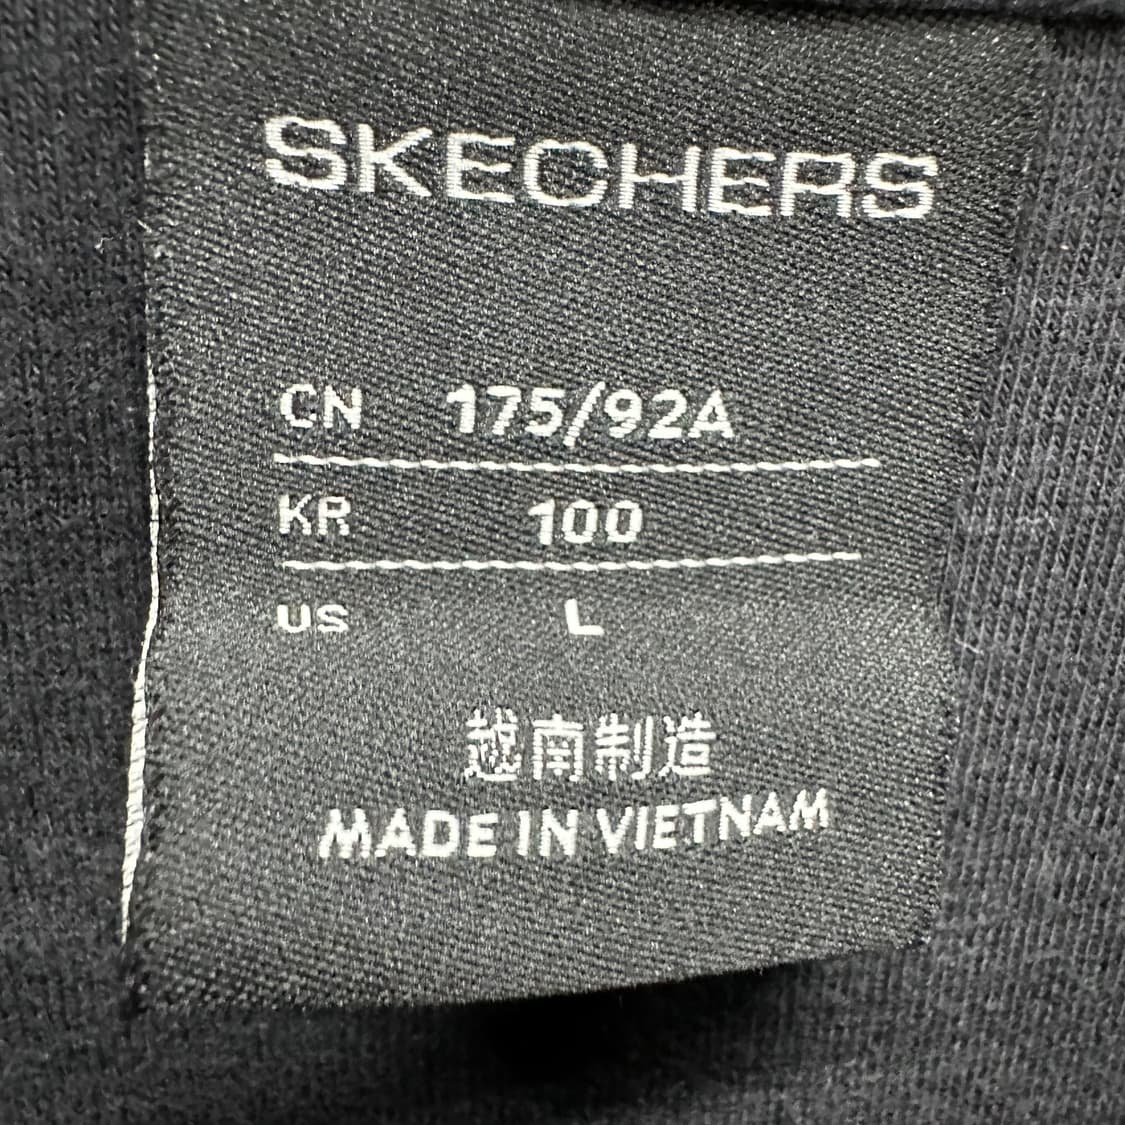 SKECHERS
CN 175/92A
KR 100
US L
越南制造
MADE IN VIETNAM